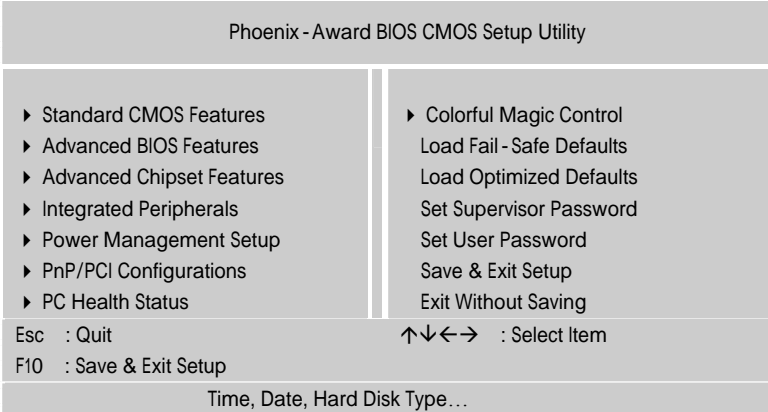 Phoenix - Award BIOS CMOS Setup Utility
▸ Standard CMOS Features
▸ Advanced BIOS Features
▸ Advanced Chipset Features
▸ Integrated Peripherals
▸ Power Management Setup
▸ PnP/PCI Configurations
▸ PC Health Status
▸ Colorful Magic Control
Load Fail - Safe Defaults
Load Optimized Defaults
Set Supervisor Password
Set User Password
Save & Exit Setup
Exit Without Saving
Esc : Quit
↑↓←→ : Select Item
F10 : Save & Exit Setup
Time, Date, Hard Disk Type…